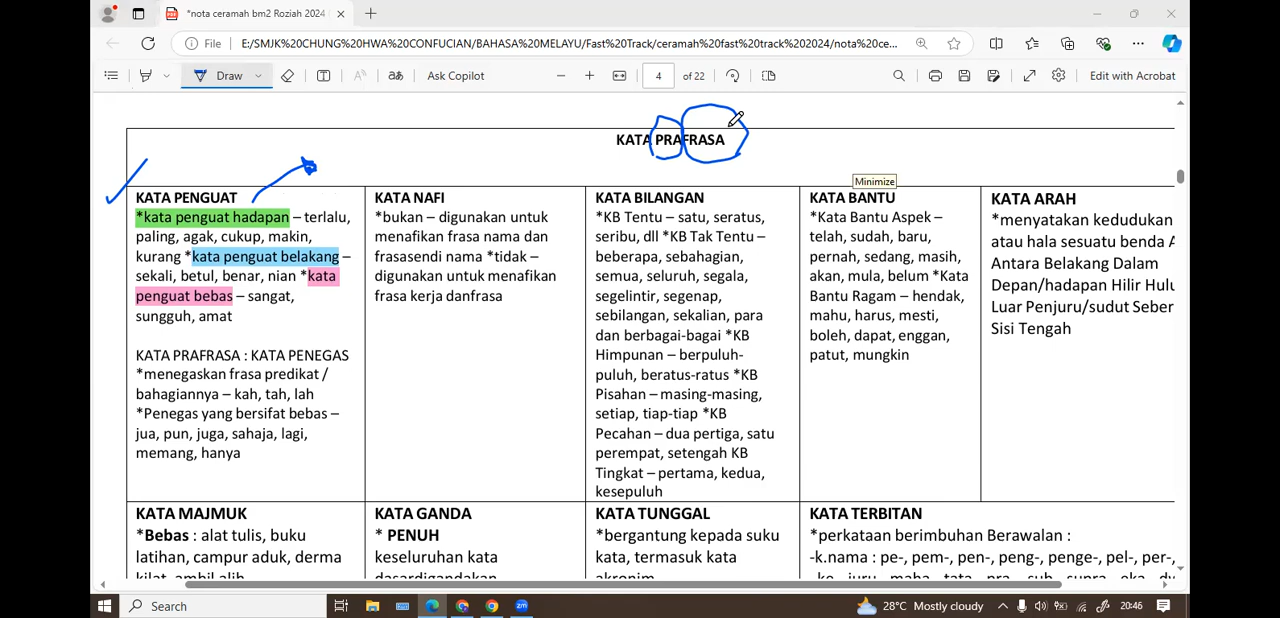 *nota ceramah bm2 Roziah 2024
File
E:/SMJK%20CHUNG%20HWA%20CONFUCIAN/BAHASA%20MELAYU/Fast%20Track/ceramah%20fast%20track%202024/nota%20ce...
Draw
Ask Copilot
4 of 22
Edit with Acrobat
KATA PRAFRASA
Minimize
KATA PENGUAT
*kata penguat hadapan – terlalu,
paling, agak, cukup, makin,
kurang *kata penguat belakang –
sekali, betul, benar, nian *kata
penguat bebas – sangat,
sungguh, amat
KATA PRAFRASA : KATA PENEGAS
*menegaskan frasa predikat /
bahagiannya – kah, tah, lah
*Penegas yang bersifat bebas –
jua, pun, juga, sahaja, lagi,
memang, hanya
KATA NAFI
*bukan – digunakan untuk
menafikan frasa nama dan
frasasendi nama *tidak –
digunakan untuk menafikan
frasa kerja danfrasa
KATA BILANGAN
*KB Tentu – satu, seratus,
seribu, dll *KB Tak Tentu –
beberapa, sebahagian,
semua, seluruh, segala,
segelintir, segenap,
sebilangan, sekalian, para
dan berbagai-bagai *KB
Himpunan – berpuluh-
puluh, beratus-ratus *KB
Pisahan – masing-masing,
setiap, tiap-tiap *KB
Pecahan – dua pertiga, satu
perempat, setengah KB
Tingkat – pertama, kedua,
kesepuluh
KATA BANTU
*Kata Bantu Aspek –
telah, sudah, baru,
pernah, sedang, masih,
akan, mula, belum *Kata
Bantu Ragam – hendak,
mahu, harus, mesti,
boleh, dapat, enggan,
patut, mungkin
KATA ARAH
*menyatakan kedudukan
atau hala sesuatu benda A
Antara Belakang Dalam
Depan/hadapan Hilir Hulu
Luar Penjuru/sudut Seber
Sisi Tengah
KATA MAJMUK
*Bebas : alat tulis, buku
latihan, campur aduk, derma
kilat, ambil alih
KATA GANDA
* PENUH
keseluruhan kata
dasardigandakan
KATA TUNGGAL
*bergantung kepada suku
kata, termasuk kata
akronim
KATA TERBITAN
*perkataan berimbuhan Berawalan :
-k.nama : pe-, pem-, pen-, peng-, penge-, pel-, per-,
Search
28°C Mostly cloudy
20:46